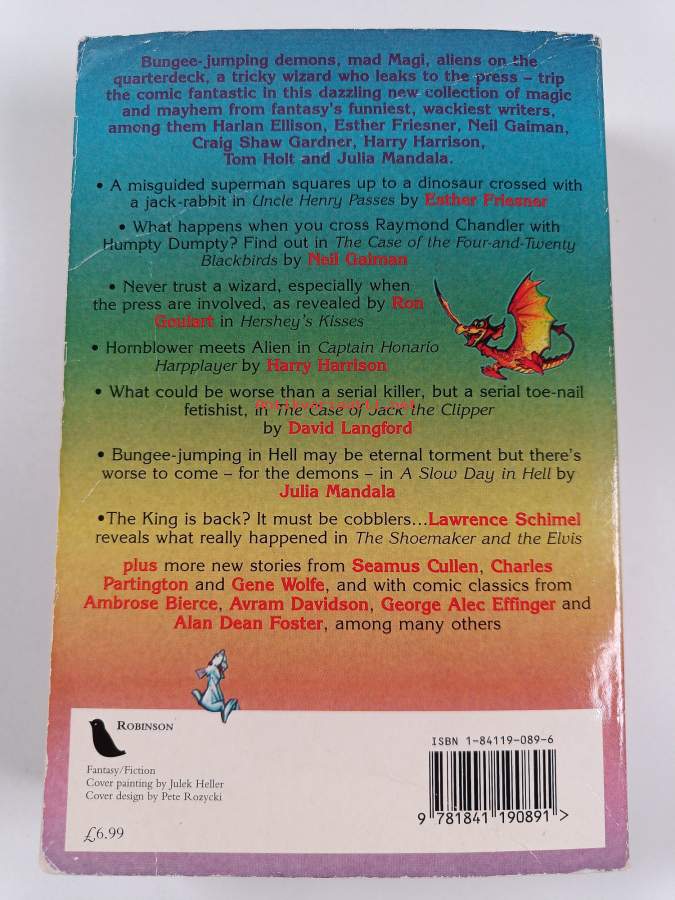 Bungee-jumping demons, mad Magi, aliens on the
quarterdeck, a tricky wizard who leaks to the press – trip
the comic fantastic in this dazzling new collection of magic
and mayhem from fantasy's funniest, wackiest writers,
among them Harlan Ellison, Esther Friesner, Neil Gaiman,
Craig Shaw Gardner, Harry Harrison,
Tom Holt and Julia Mandala.
• A misguided superman squares up to a dinosaur crossed with
a jack-rabbit in Uncle Henry Passes by Esther Friesner
• What happens when you cross Raymond Chandler with
Humpty Dumpty? Find out in The Case of the Four-and-Twenty
Blackbirds by Neil Gaiman
• Never trust a wizard, especially when
the press are involved, as revealed by Ron
Goulart in Hershey's Kisses
• Hornblower meets Alien in Captain Honario
Harpplayer by Harry Harrison
• What could be worse than a serial killer, but a serial toe-nail
fetishist, in The Case of Jack the Clipper
by David Langford
• Bungee-jumping in Hell may be eternal torment but there's
worse to come – for the demons – in A Slow Day in Hell by
Julia Mandala
•The King is back? It must be cobblers...Lawrence Schimel
reveals what really happened in The Shoemaker and the Elvis
plus more new stories from Seamus Cullen, Charles
Partington and Gene Wolfe, and with comic classics from
Ambrose Bierce, Avram Davidson, George Alec Effinger and
Alan Dean Foster, among many others
ROBINSON
Fantasy/Fiction
Cover painting by Julek Heller
Cover design by Pete Rozycki
£6.99
ISBN 1-84119-089-6
9 781841 190891 >